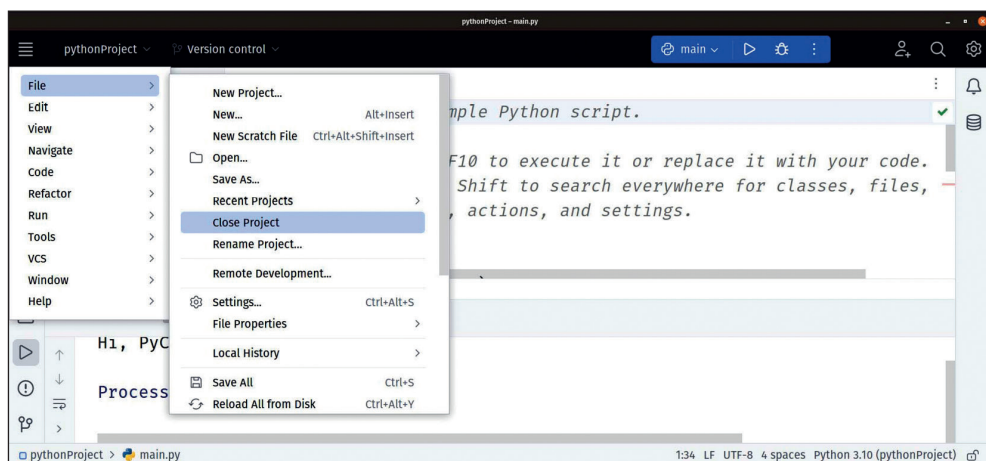 pythonProject – main.py
pythonProject
Version control
main
File
Edit
View
Navigate
Code
Refactor
Run
Tools
VCS
Window
Help
New Project...
New... Alt+Insert
New Scratch File Ctrl+Alt+Shift+Insert
Open...
Save As...
Recent Projects
Close Project
Rename Project...
Remote Development...
Settings... Ctrl+Alt+S
File Properties
Local History
Save All Ctrl+S
Reload All from Disk Ctrl+Alt+Y
mple Python script.
F10 to execute it or replace it with your code.
Shift to search everywhere for classes, files,
, actions, and settings.
Hi, PyC
Process
pythonProject > main.py
1:34 LF UTF-8 4 spaces Python 3.10 (pythonProject)